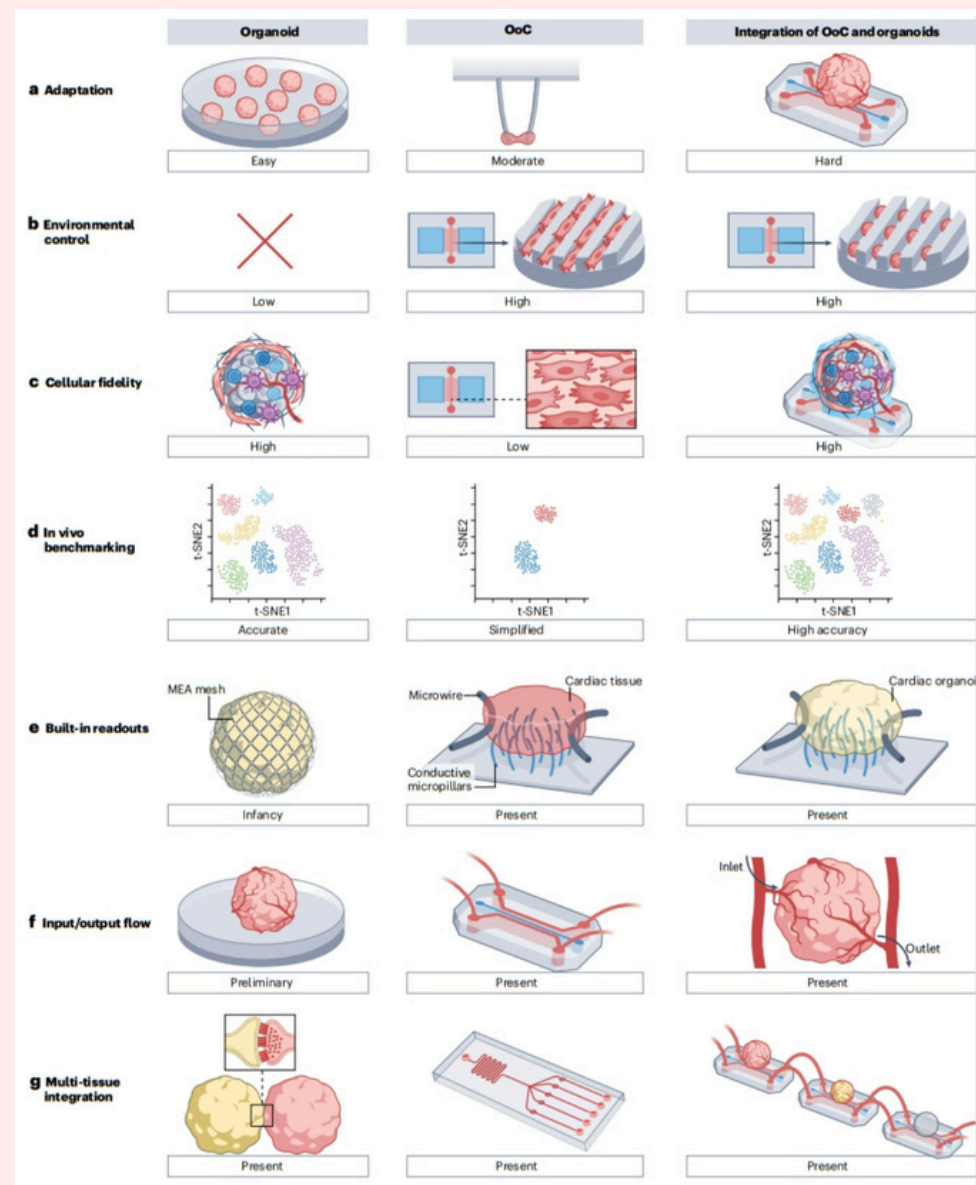 Organoid
OoC
Integration of OoC and organoids
a Adaptation
Easy
Moderate
Hard
b Environmental
control
Low
High
High
c Cellular fidelity
High
Low
High
d In vivo
benchmarking
t-SNE2
t-SNE1
Accurate
t-SNE2
t-SNE1
Simplified
t-SNE2
t-SNE1
High accuracy
e Built-in readouts
MEA mesh
Infancy
Microwire
Cardiac tissue
Conductive
micropillars
Present
Cardiac organoi
Present
f Input/output flow
Preliminary
Present
Inlet
Outlet
Present
g Multi-tissue
integration
Present
Present
Present